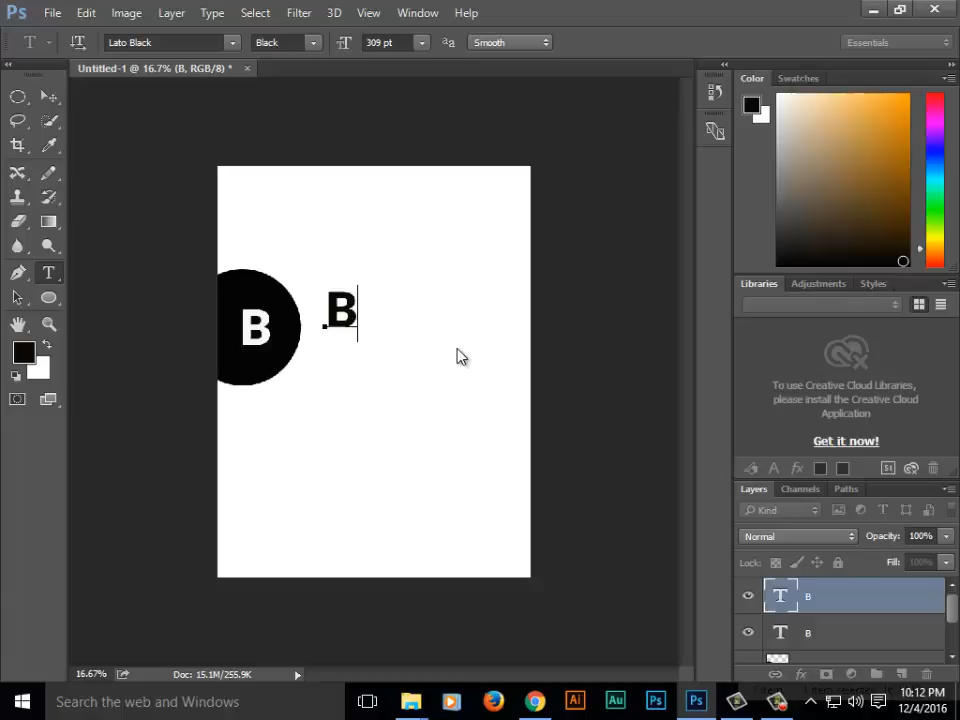 Ps File Edit Image Layer Type Select Filter 3D View Window Help
T Lato Black Black 309 pt aa Smooth Essentials
Untitled-1 @ 16.7% (B, RGB/8) * ×
Color Swatches
B
B
Libraries Adjustments Styles
To use Creative Cloud Libraries,
please install the Creative Cloud
Application
Get it now!
A fx St
Layers Channels Paths
Kind T
Normal Opacity: 100%
Lock: Fill: 100%
T B
T B
fx
16.67% Doc: 15.1M/255.9K
Search the web and Windows Ai Au Ps Ps 10:12 PM
12/4/2016